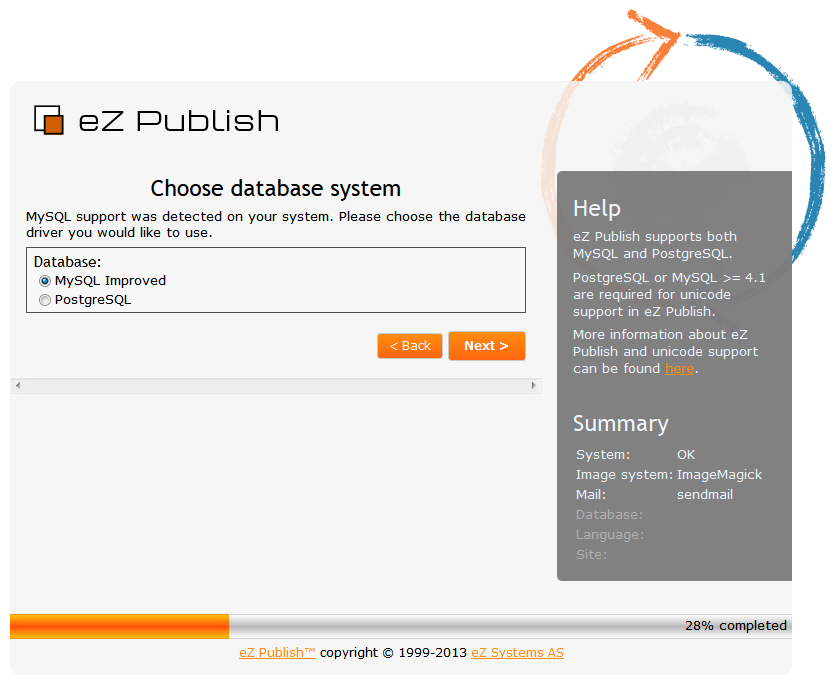 eZ Publish
Choose database system
MySQL support was detected on your system. Please choose the database
driver you would like to use.
Database:
MySQL Improved
PostgreSQL
< Back
Next >
Help
eZ Publish supports both
MySQL and PostgreSQL.
PostgreSQL or MySQL >= 4.1
are required for unicode
support in eZ Publish.
More information about eZ
Publish and unicode support
can be found here.
Summary
System: OK
Image system: ImageMagick
Mail: sendmail
Database:
Language:
Site:
28% completed
eZ Publish™ copyright © 1999-2013 eZ Systems AS